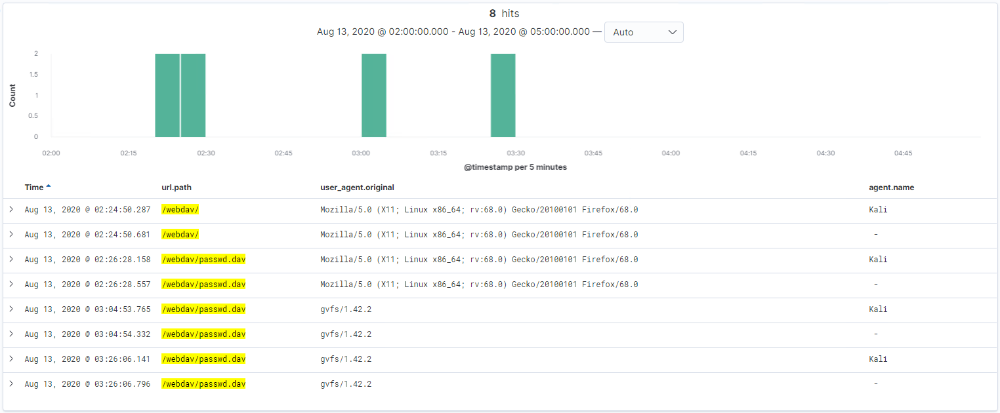 8 hits
Aug 13, 2020 @ 02:00:00.000 - Aug 13, 2020 @ 05:00:00.000 — Auto
2
1.5
1
0.5
0
Count
02:00 02:15 02:30 02:45 03:00 03:15 03:30 03:45 04:00 04:15 04:30 04:45
@timestamp per 5 minutes
Time url.path user_agent.original agent.name
Aug 13, 2020 @ 02:24:50.287 /webdav/ Mozilla/5.0 (X11; Linux x86_64; rv:68.0) Gecko/20100101 Firefox/68.0 Kali
Aug 13, 2020 @ 02:24:50.681 /webdav/ Mozilla/5.0 (X11; Linux x86_64; rv:68.0) Gecko/20100101 Firefox/68.0 -
Aug 13, 2020 @ 02:26:28.158 /webdav/passwd.dav Mozilla/5.0 (X11; Linux x86_64; rv:68.0) Gecko/20100101 Firefox/68.0 Kali
Aug 13, 2020 @ 02:26:28.557 /webdav/passwd.dav Mozilla/5.0 (X11; Linux x86_64; rv:68.0) Gecko/20100101 Firefox/68.0 -
Aug 13, 2020 @ 03:04:53.765 /webdav/passwd.dav gvfs/1.42.2 Kali
Aug 13, 2020 @ 03:04:54.332 /webdav/passwd.dav gvfs/1.42.2 -
Aug 13, 2020 @ 03:26:06.141 /webdav/passwd.dav gvfs/1.42.2 Kali
Aug 13, 2020 @ 03:26:06.796 /webdav/passwd.dav gvfs/1.42.2 -